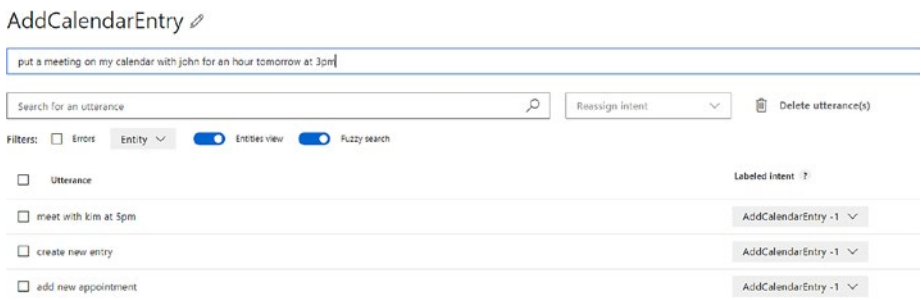 AddCalendarEntry
put a meeting on my calendar with john for an hour tomorrow at 3pm
Search for an utterance Reassign intent Delete utterance(s)
Filters: Errors Entity Entities view Fuzzy search
Utterance Labeled intent ?
meet with kim at 5pm AddCalendarEntry -1
create new entry AddCalendarEntry -1
add new appointment AddCalendarEntry -1